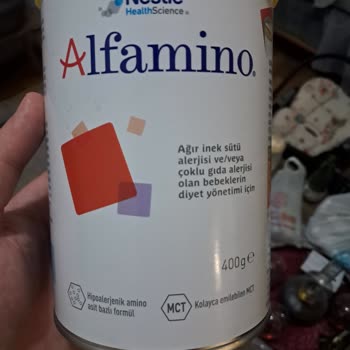 Nestlé
HealthScience
Alfamino®
Ağır inek sütü
alerjisi ve/veya
çoklu gıda alerjisi
olan bebeklerin
diyet yönetimi için
400g℮
Hipoalerjenik amino
asit bazlı formül
MCT
Kolayca emilebilen MCT